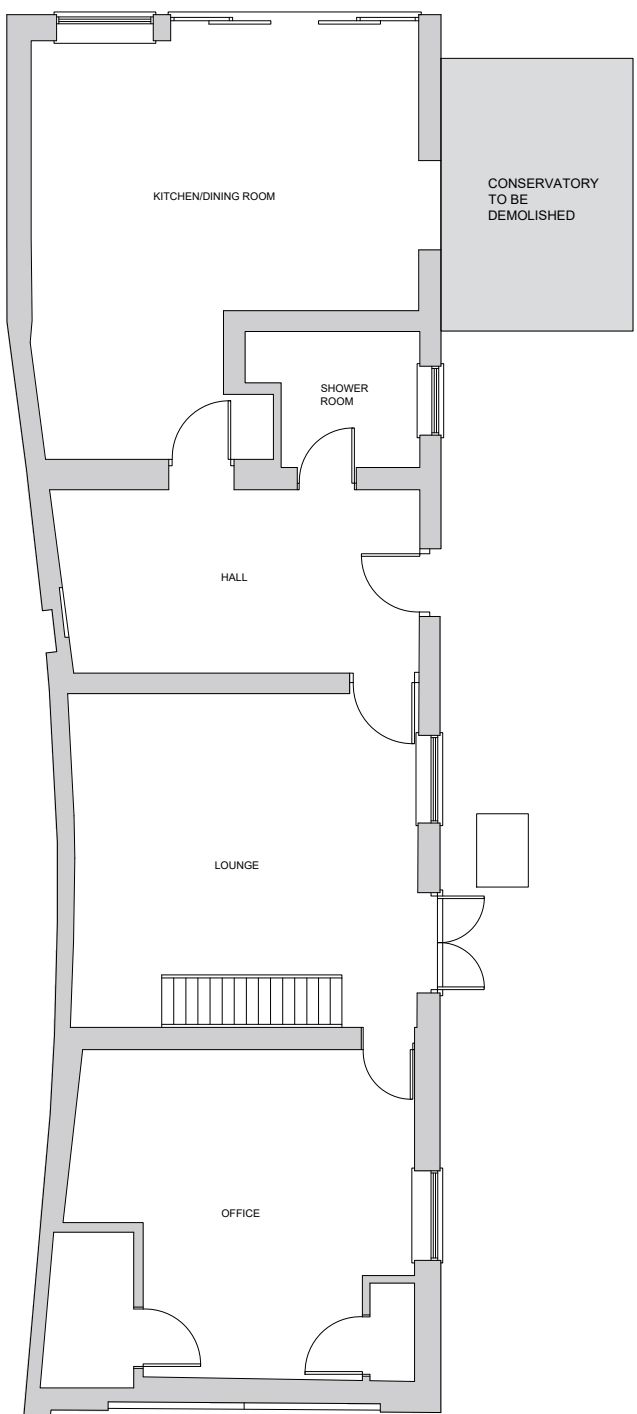 KITCHEN/DINING ROOM
CONSERVATORY
TO BE
DEMOLISHED
SHOWER
ROOM
HALL
LOUNGE
OFFICE